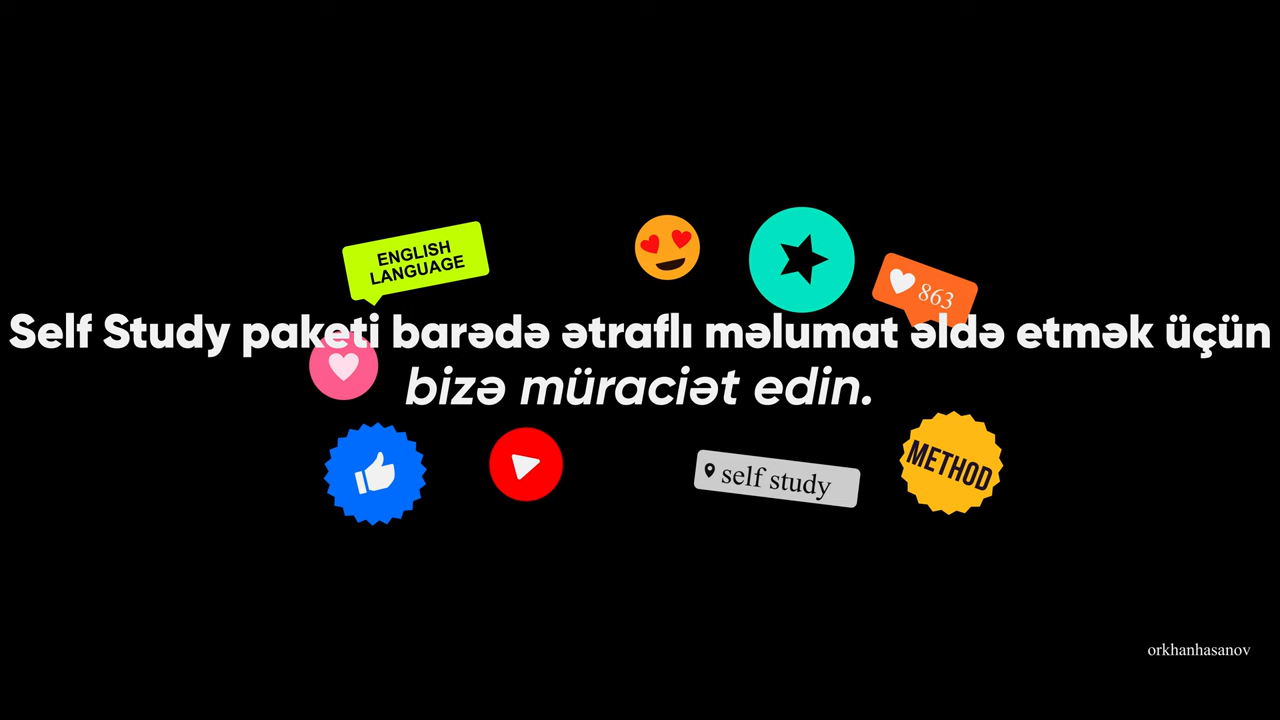 ENGLISH
LANGUAGE
863
Self Study paketi barədə ətraflı məlumat əldə etmək üçün
bizə müraciət edin.
self study
METHOD
orkhanhasanov